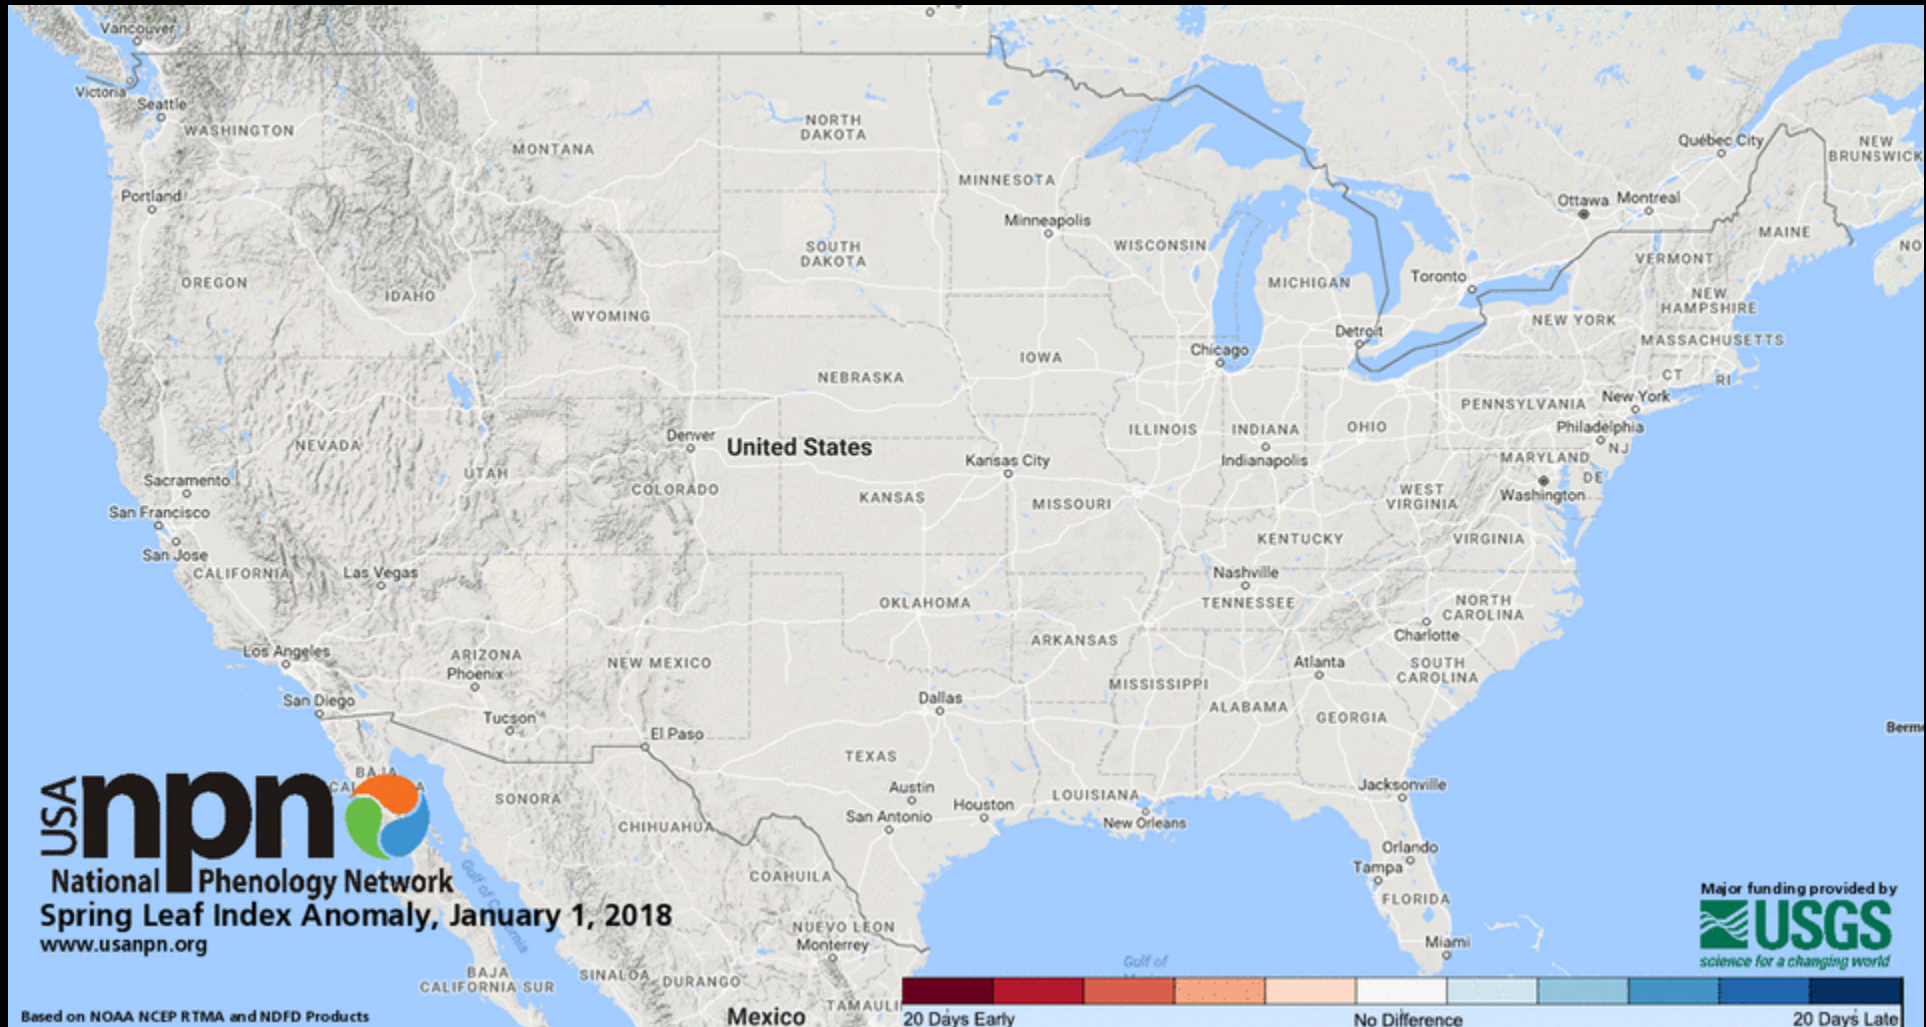 Vancouver
Victoria
Seattle
WASHINGTON
Portland
OREGON
IDAHO
MONTANA
WYOMING
NORTH
DAKOTA
SOUTH
DAKOTA
MINNESOTA
Minneapolis
WISCONSIN
MICHIGAN
Detroit
Chicago
Toronto
Ottawa
Montreal
Québec City
NEW
BRUNSWICK
NO
MAINE
VERMONT
NEW
HAMPSHIRE
NEW YORK
MASSACHUSETTS
CT
RI
PENNSYLVANIA
New York
Philadelphia
NJ
MARYLAND
DE
Washington
NEBRASKA
IOWA
ILLINOIS
INDIANA
Indianapolis
OHIO
WEST
VIRGINIA
VIRGINIA
KENTUCKY
NEVADA
UTAH
Denver
COLORADO
United States
KANSAS
Kansas City
MISSOURI
Sacramento
San Francisco
San Jose
CALIFORNIA
Las Vegas
Los Angeles
San Diego
ARIZONA
Phoenix
Tucson
NEW MEXICO
El Paso
OKLAHOMA
ARKANSAS
Nashville
TENNESSEE
NORTH
CAROLINA
Charlotte
SOUTH
CAROLINA
Atlanta
GEORGIA
ALABAMA
MISSISSIPPI
Dallas
TEXAS
Austin
San Antonio
Houston
LOUISIANA
New Orleans
Jacksonville
Orlando
Tampa
FLORIDA
Miami
Berm
BAJA
SONORA
CHIHUAHUA
COAHUILA
NUEVO LEON
Monterrey
SINALOA
DURANGO
BAJA
CALIFORNIA SUR
TAMAULI
Mexico
Gulf of
USA npn
National Phenology Network
Spring Leaf Index Anomaly, January 1, 2018
www.usanpn.org
Based on NOAA NCEP RTMA and NDFD Products
Major funding provided by
USGS
science for a changing world
20 Days Early
No Difference
20 Days Late